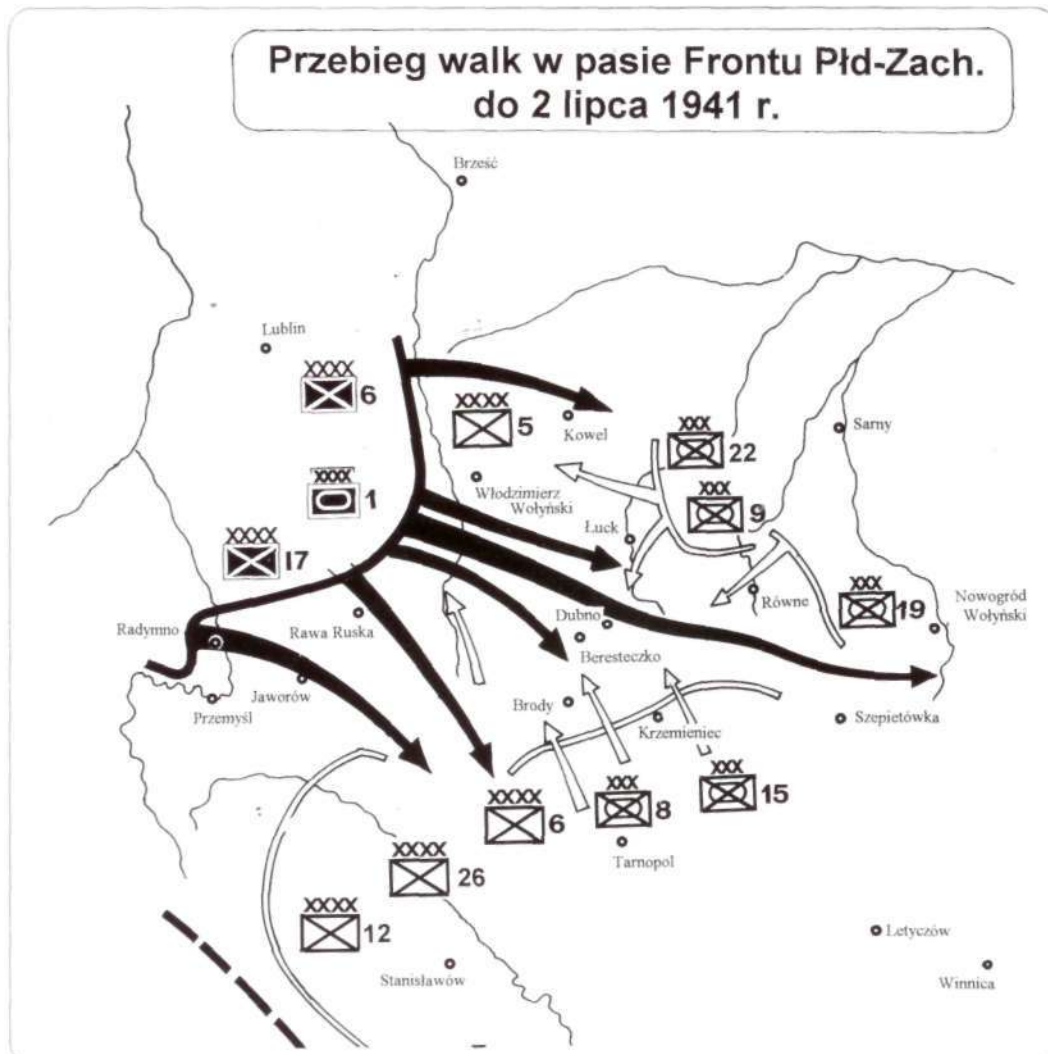 Przebieg walk w pasie Frontu Płd-Zach.
do 2 lipca 1941 r.
Brześć
Lublin
XXXX
6
XXXX
5
Kowel
XXX
22
Sarny
XXXX
1
Włodzimierz
Wołyński
XXX
9
Łuck
XXXX
17
Równe
XXX
19
Nowogród
Wołyński
Radymno
Rawa Ruska
Dubno
Beresteczko
Jaworów
Przemyśl
Brody
Krzemieniec
Szepietówka
XXXX
6
XXX
8
XXX
15
Tarnopol
XXXX
26
XXXX
12
Stanisławów
Letyczów
Winnica